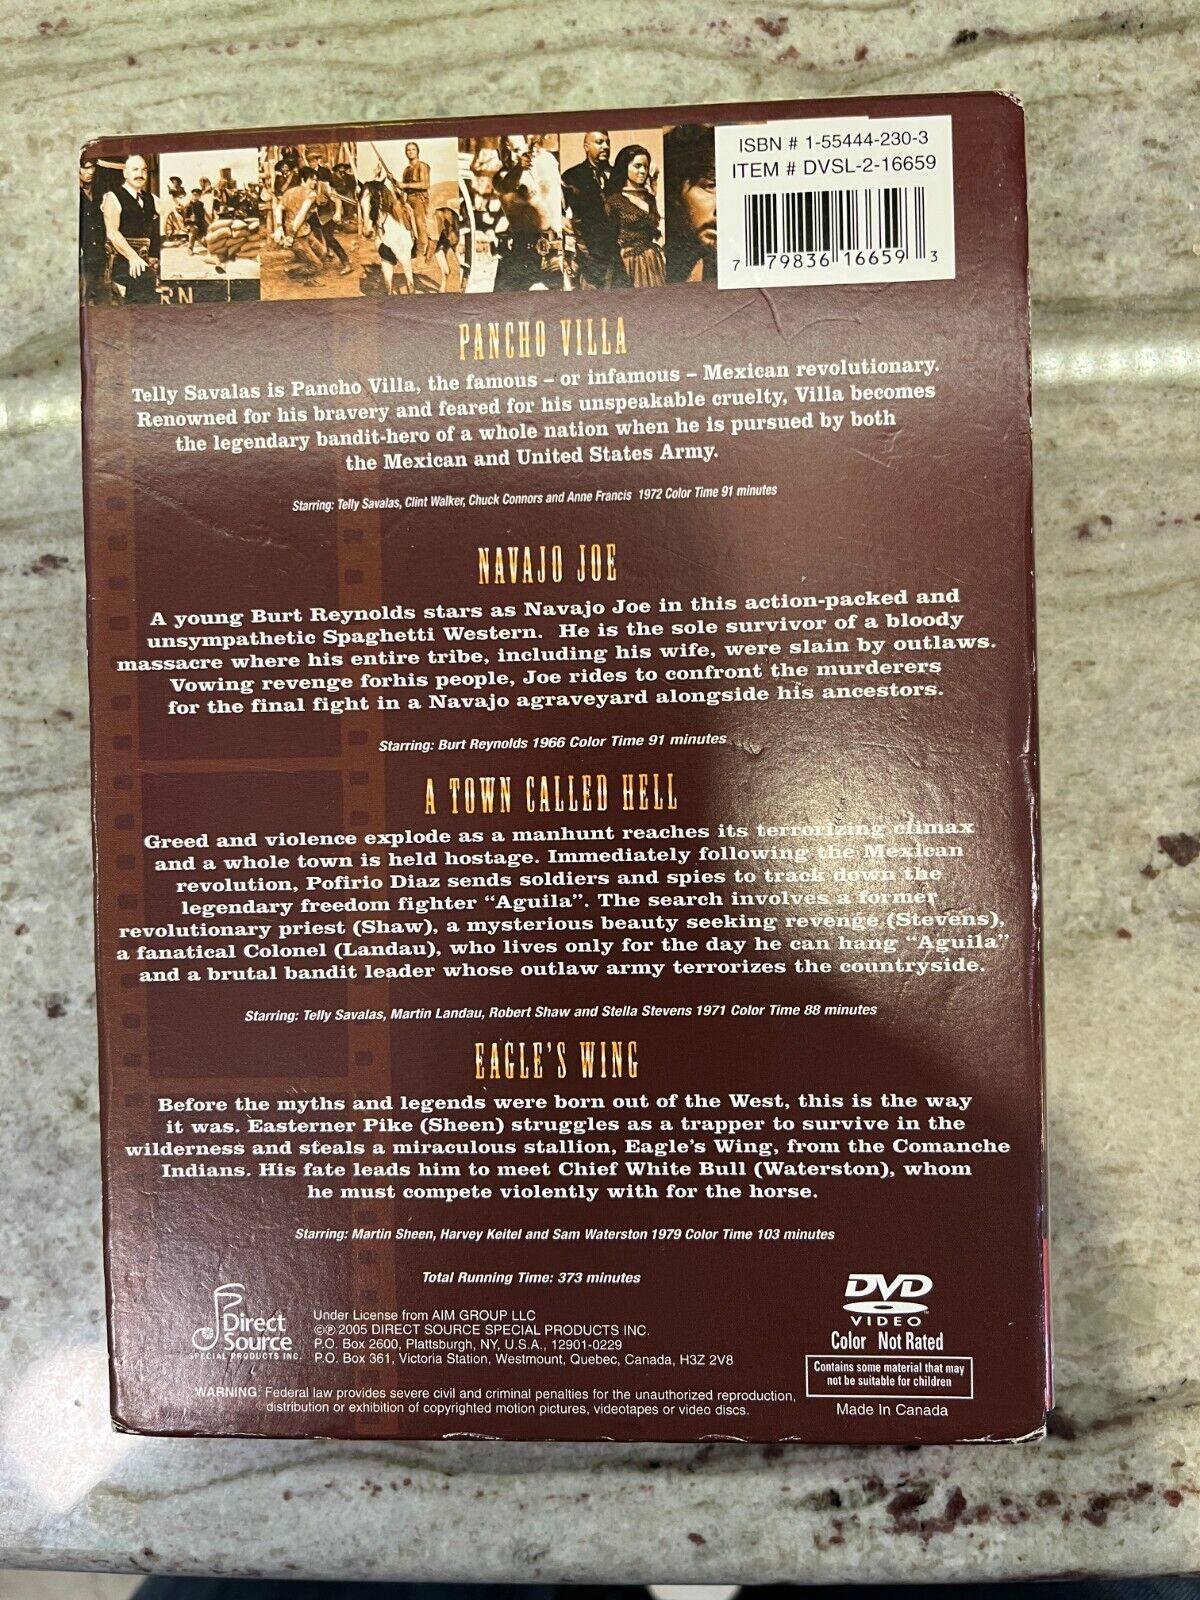 ISBN # 1-55444-230-3
ITEM # DVSL-2-16659
7 79836 16659 3
RN
PANCHO VILLA
Telly Savalas is Pancho Villa, the famous – or infamous – Mexican revolutionary.
Renowned for his bravery and feared for his unspeakable cruelty, Villa becomes
the legendary bandit-hero of a whole nation when he is pursued by both
the Mexican and United States Army.
Starring: Telly Savalas, Clint Walker, Chuck Connors and Anne Francis 1972 Color Time 91 minutes
NAVAJO JOE
A young Burt Reynolds stars as Navajo Joe in this action-packed and
unsympathetic Spaghetti Western. He is the sole survivor of a bloody
massacre where his entire tribe, including his wife, were slain by outlaws.
Vowing revenge forhis people, Joe rides to confront the murderers
for the final fight in a Navajo agraveyard alongside his ancestors.
Starring: Burt Reynolds 1966 Color Time 91 minutes
A TOWN CALLED HELL
Greed and violence explode as a manhunt reaches its terrorizing climax
and a whole town is held hostage. Immediately following the Mexican
revolution, Pofirio Diaz sends soldiers and spies to track down the
legendary freedom fighter “Aguila”. The search involves a former
revolutionary priest (Shaw), a mysterious beauty seeking revenge (Stevens),
a fanatical Colonel (Landau), who lives only for the day he can hang “Aguila”
and a brutal bandit leader whose outlaw army terrorizes the countryside.
Starring: Telly Savalas, Martin Landau, Robert Shaw and Stella Stevens 1971 Color Time 88 minutes
EAGLE'S WING
Before the myths and legends were born out of the West, this is the way
it was. Easterner Pike (Sheen) struggles as a trapper to survive in the
wilderness and steals a miraculous stallion, Eagle's Wing, from the Comanche
Indians. His fate leads him to meet Chief White Bull (Waterston), whom
he must compete violently with for the horse.
Starring: Martin Sheen, Harvey Keitel and Sam Waterston 1979 Color Time 103 minutes
Total Running Time: 373 minutes
Direct
Source
SPECIAL PRODUCTS INC.
Under License from AIM GROUP LLC
©℗ 2005 DIRECT SOURCE SPECIAL PRODUCTS INC.
P.O. Box 2600, Plattsburgh, NY, U.S.A., 12901-0229
P.O. Box 361, Victoria Station, Westmount, Quebec, Canada, H3Z 2V8
DVD
VIDEO
Color Not Rated
Contains some material that may
not be suitable for children
Made In Canada
WARNING: Federal law provides severe civil and criminal penalties for the unauthorized reproduction,
distribution or exhibition of copyrighted motion pictures, videotapes or video discs.